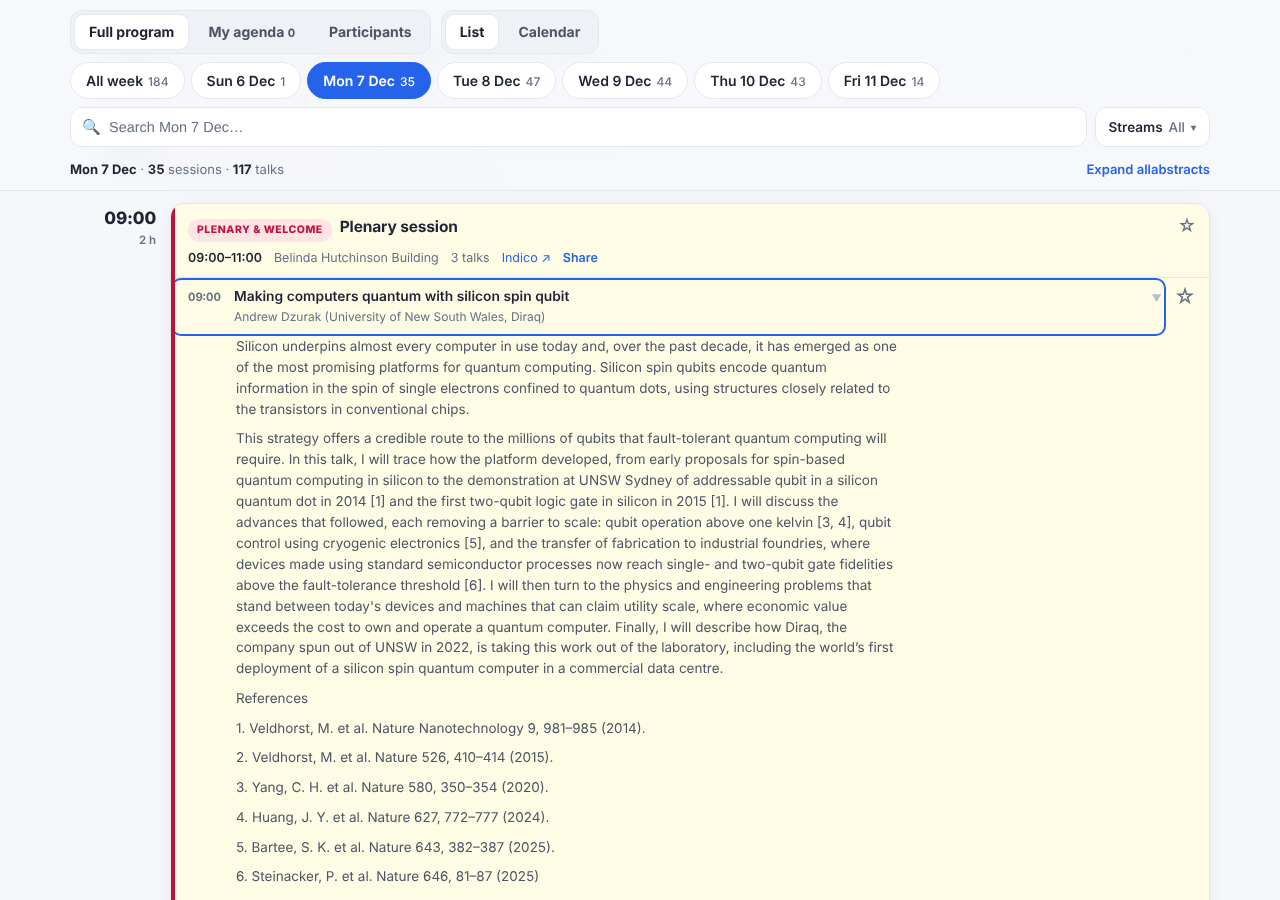 Full program My agenda 0 Participants List Calendar
All week 184 Sun 6 Dec 1 Mon 7 Dec 35 Tue 8 Dec 47 Wed 9 Dec 44 Thu 10 Dec 43 Fri 11 Dec 14
Search Mon 7 Dec… Streams All ▾
Mon 7 Dec · 35 sessions · 117 talks Expand allabstracts
09:00
2 h
PLENARY & WELCOME Plenary session
09:00–11:00 Belinda Hutchinson Building 3 talks Indico ↗ Share
09:00 Making computers quantum with silicon spin qubit
Andrew Dzurak (University of New South Wales, Diraq)
Silicon underpins almost every computer in use today and, over the past decade, it has emerged as one
of the most promising platforms for quantum computing. Silicon spin qubits encode quantum
information in the spin of single electrons confined to quantum dots, using structures closely related to
the transistors in conventional chips.
This strategy offers a credible route to the millions of qubits that fault-tolerant quantum computing will
require. In this talk, I will trace how the platform developed, from early proposals for spin-based
quantum computing in silicon to the demonstration at UNSW Sydney of addressable qubit in a silicon
quantum dot in 2014 [1] and the first two-qubit logic gate in silicon in 2015 [1]. I will discuss the
advances that followed, each removing a barrier to scale: qubit operation above one kelvin [3, 4], qubit
control using cryogenic electronics [5], and the transfer of fabrication to industrial foundries, where
devices made using standard semiconductor processes now reach single- and two-qubit gate fidelities
above the fault-tolerance threshold [6]. I will then turn to the physics and engineering problems that
stand between today's devices and machines that can claim utility scale, where economic value
exceeds the cost to own and operate a quantum computer. Finally, I will describe how Diraq, the
company spun out of UNSW in 2022, is taking this work out of the laboratory, including the world’s first
deployment of a silicon spin quantum computer in a commercial data centre.
References
1. Veldhorst, M. et al. Nature Nanotechnology 9, 981–985 (2014).
2. Veldhorst, M. et al. Nature 526, 410–414 (2015).
3. Yang, C. H. et al. Nature 580, 350–354 (2020).
4. Huang, J. Y. et al. Nature 627, 772–777 (2024).
5. Bartee, S. K. et al. Nature 643, 382–387 (2025).
6. Steinacker, P. et al. Nature 646, 81–87 (2025)